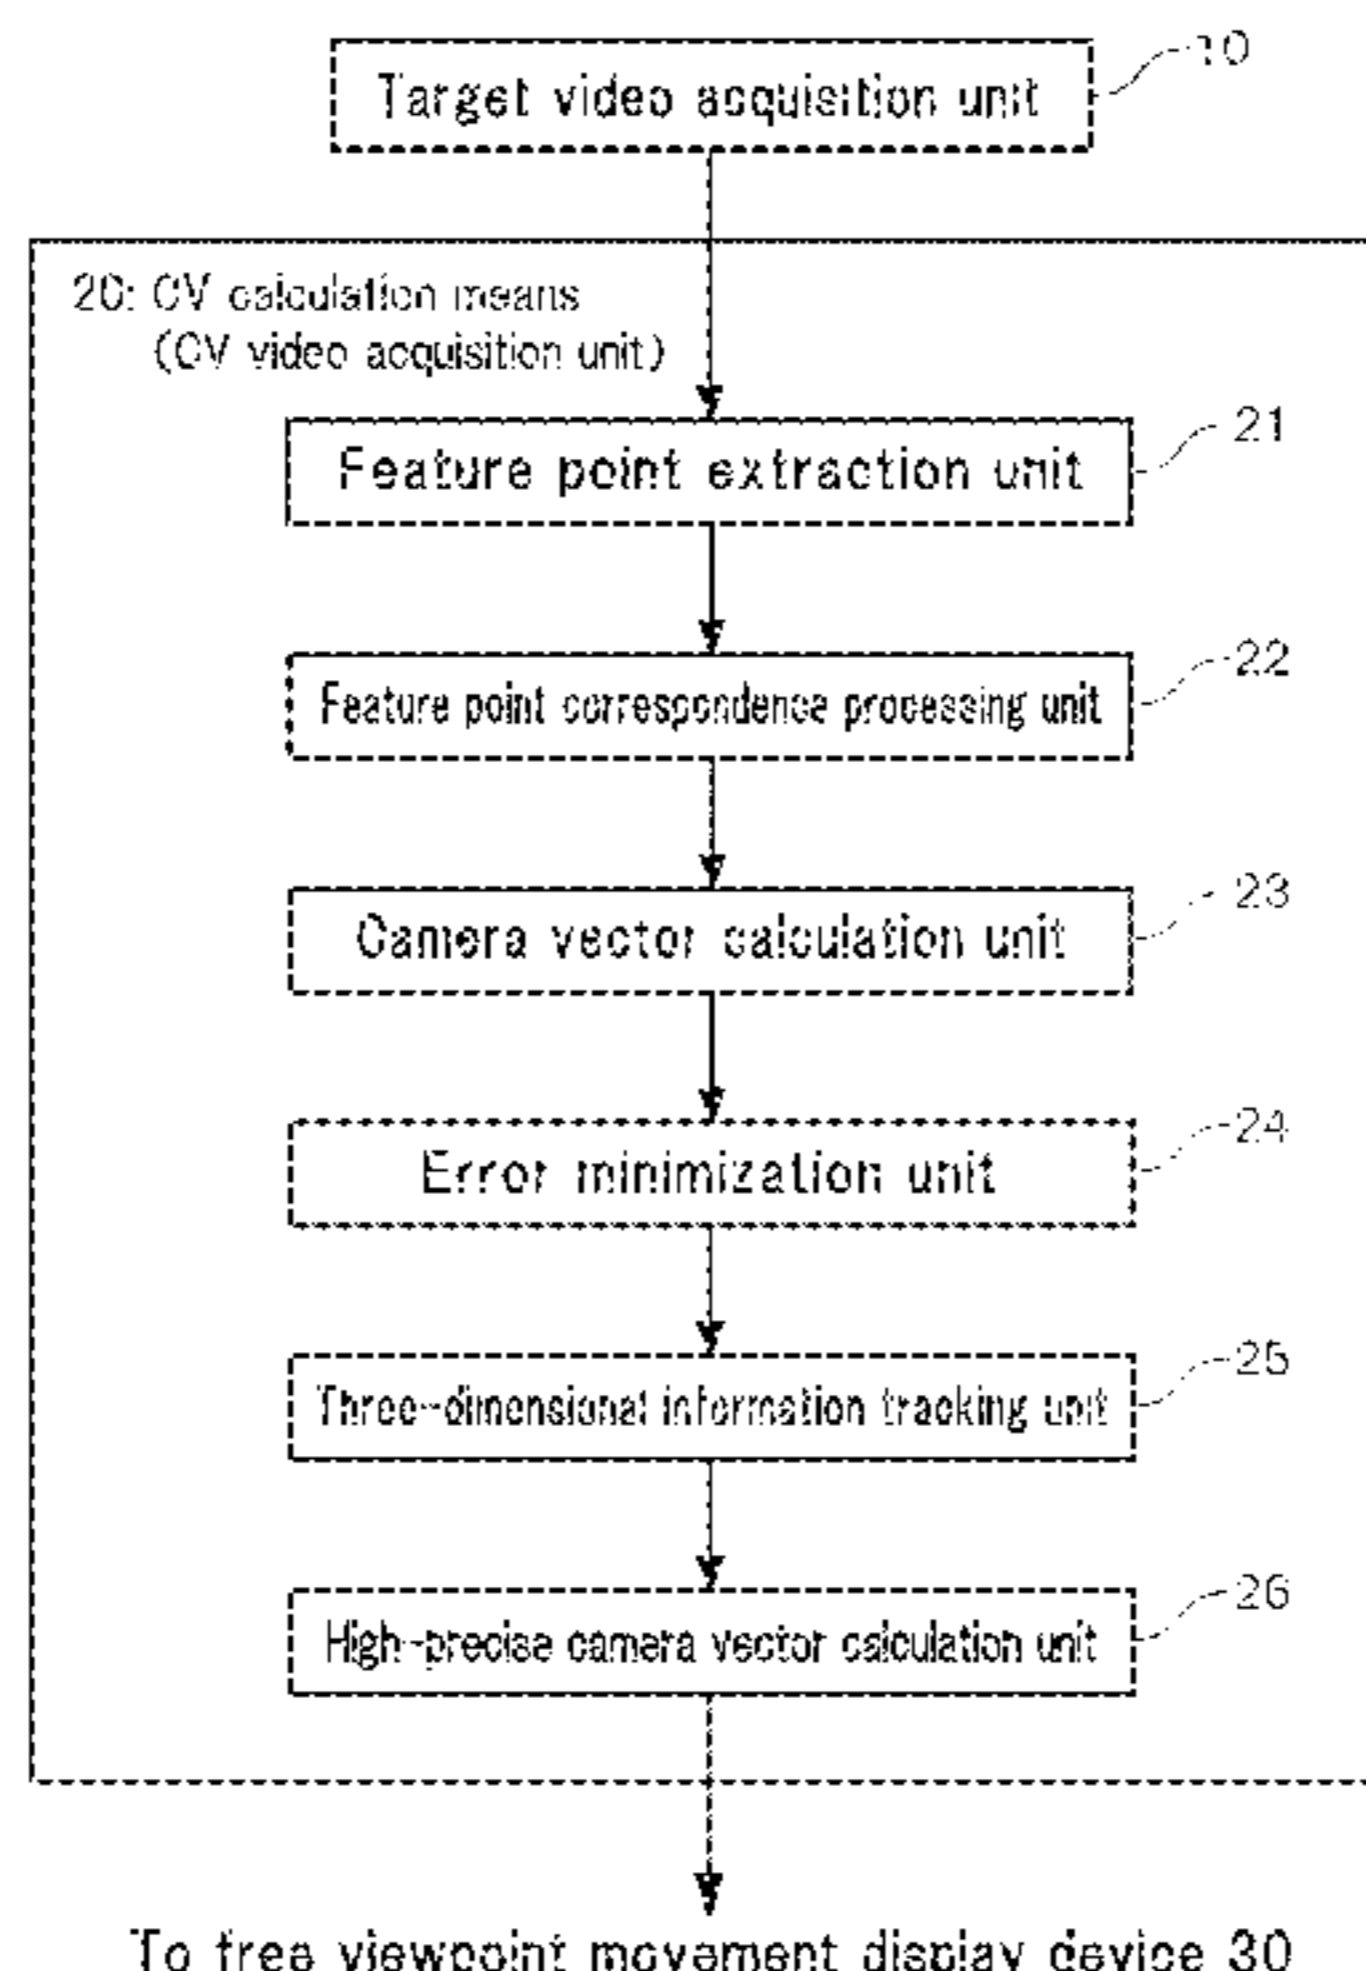 10
Target video acquisition unit
20: CV calculation means
(CV video acquisition unit)
21
Feature point extraction unit
22
Feature point correspondence processing unit
23
Camera vector calculation unit
24
Error minimization unit
25
Three-dimensional information tracking unit
26
High-precise camera vector calculation unit
To free viewpoint movement display device 30